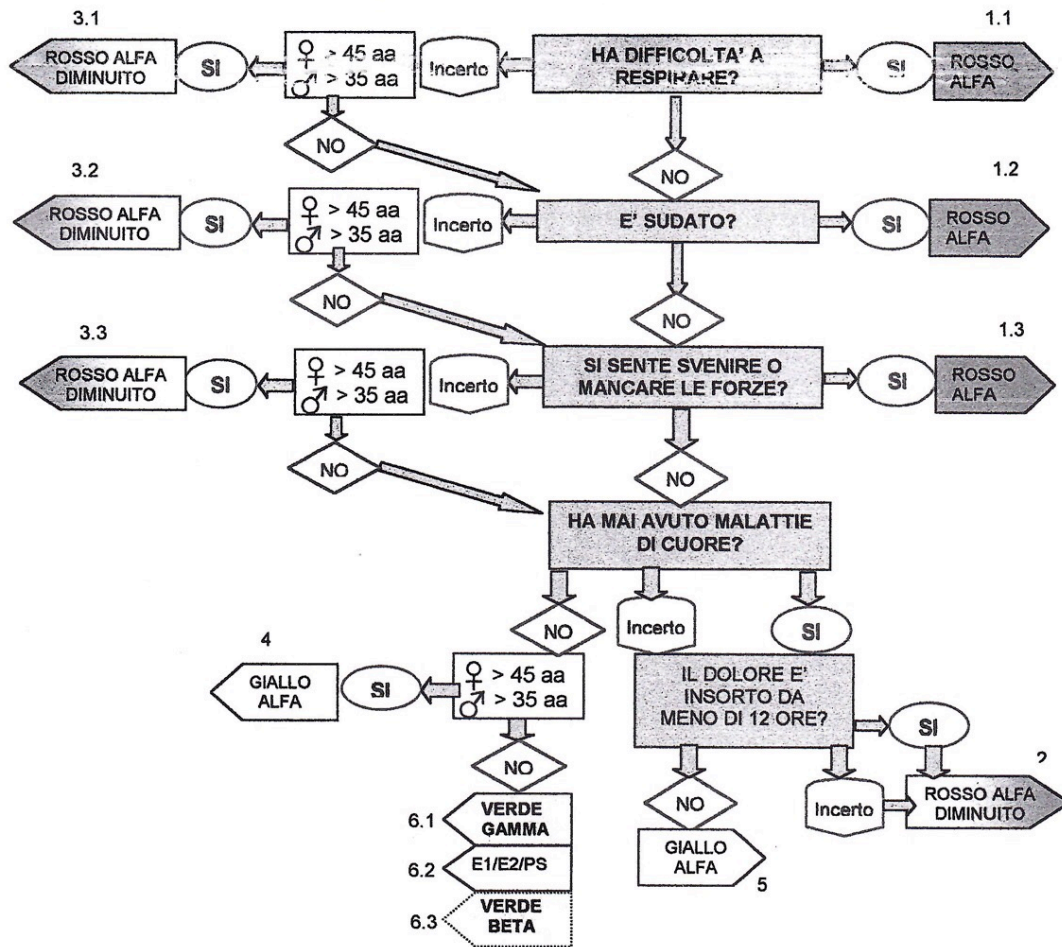 3.1
1.1
ROSSO ALFA
DIMINUITO
SI
♀ > 45 aa
♂ > 35 aa
Incerto
HA DIFFICOLTA' A
RESPIRARE?
SI
ROSSO
ALFA
NO
NO
3.2
1.2
ROSSO ALFA
DIMINUITO
SI
♀ > 45 aa
♂ > 35 aa
Incerto
E' SUDATO?
SI
ROSSO
ALFA
NO
NO
3.3
1.3
ROSSO ALFA
DIMINUITO
SI
♀ > 45 aa
♂ > 35 aa
Incerto
SI SENTE SVENIRE O
MANCARE LE FORZE?
SI
ROSSO
ALFA
NO
NO
HA MAI AVUTO MALATTIE
DI CUORE?
NO
Incerto
SI
4
GIALLO
ALFA
SI
♀ > 45 aa
♂ > 35 aa
IL DOLORE E'
INSORTO DA
MENO DI 12 ORE?
SI
NO
NO
Incerto
2
ROSSO ALFA
DIMINUITO
6.1
VERDE
GAMMA
GIALLO
ALFA
5
6.2
E1/E2/PS
6.3
VERDE
BETA